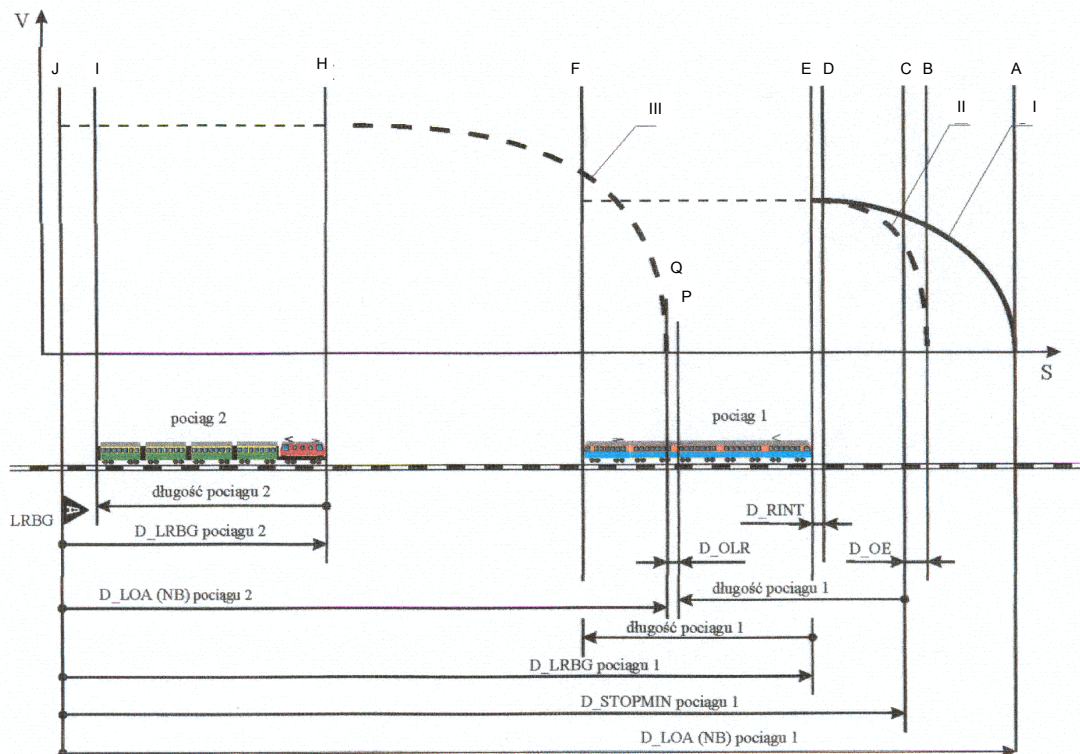 V
J
I
H
F
E
D
C
B
A
III
II
I
Q
P
S
pociąg 2
pociąg 1
długość pociągu 2
LRBG
D_RINT
D_LRBG pociągu 2
D_OLR
D_OE
D_LOA (NB) pociągu 2
długość pociągu 1
długość pociągu 1
D_LRBG pociągu 1
D_STOPMIN pociągu 1
D_LOA (NB) pociągu 1